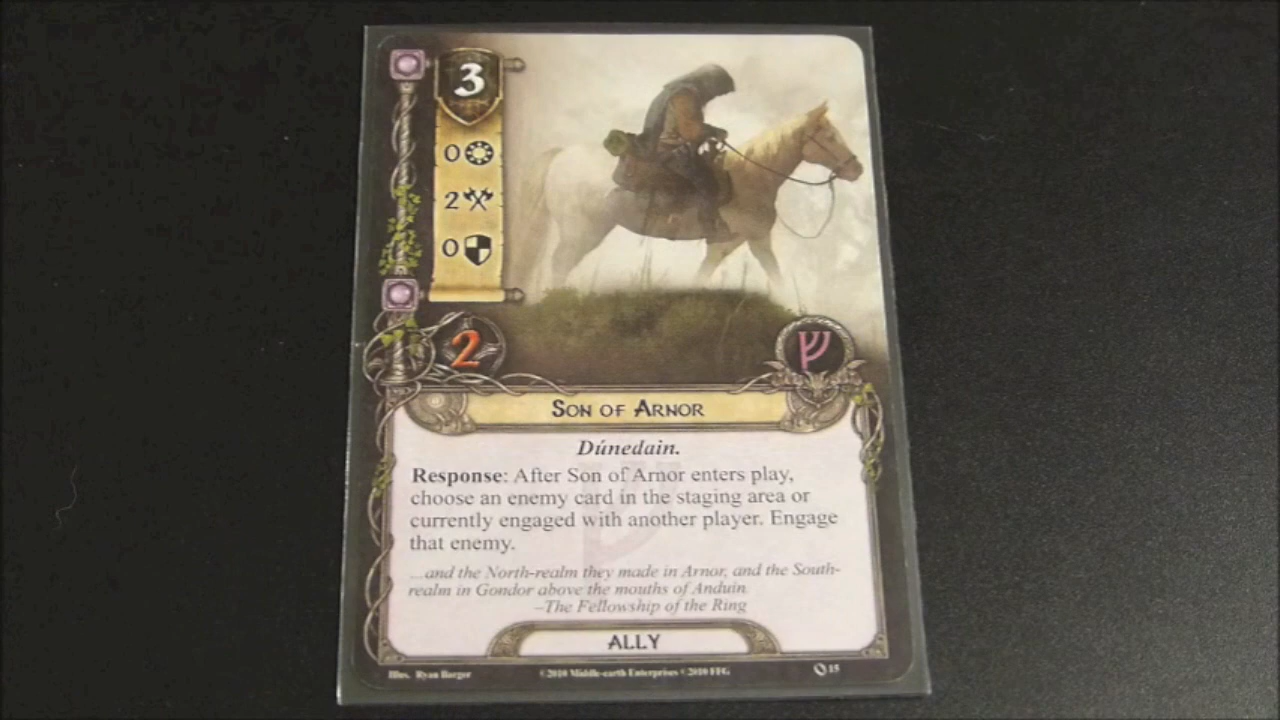 3
0
2
0
2
Son of Arnor
Dúnedain.
Response: After Son of Arnor enters play,
choose an enemy card in the staging area or
currently engaged with another player. Engage
that enemy.
...and the North-realm they made in Arnor, and the South-
realm in Gondor above the mouths of Anduin.
–The Fellowship of the Ring
ALLY
Illus. Ryan Barger ©2010 Middle-earth Enterprises ©2010 FFG 15